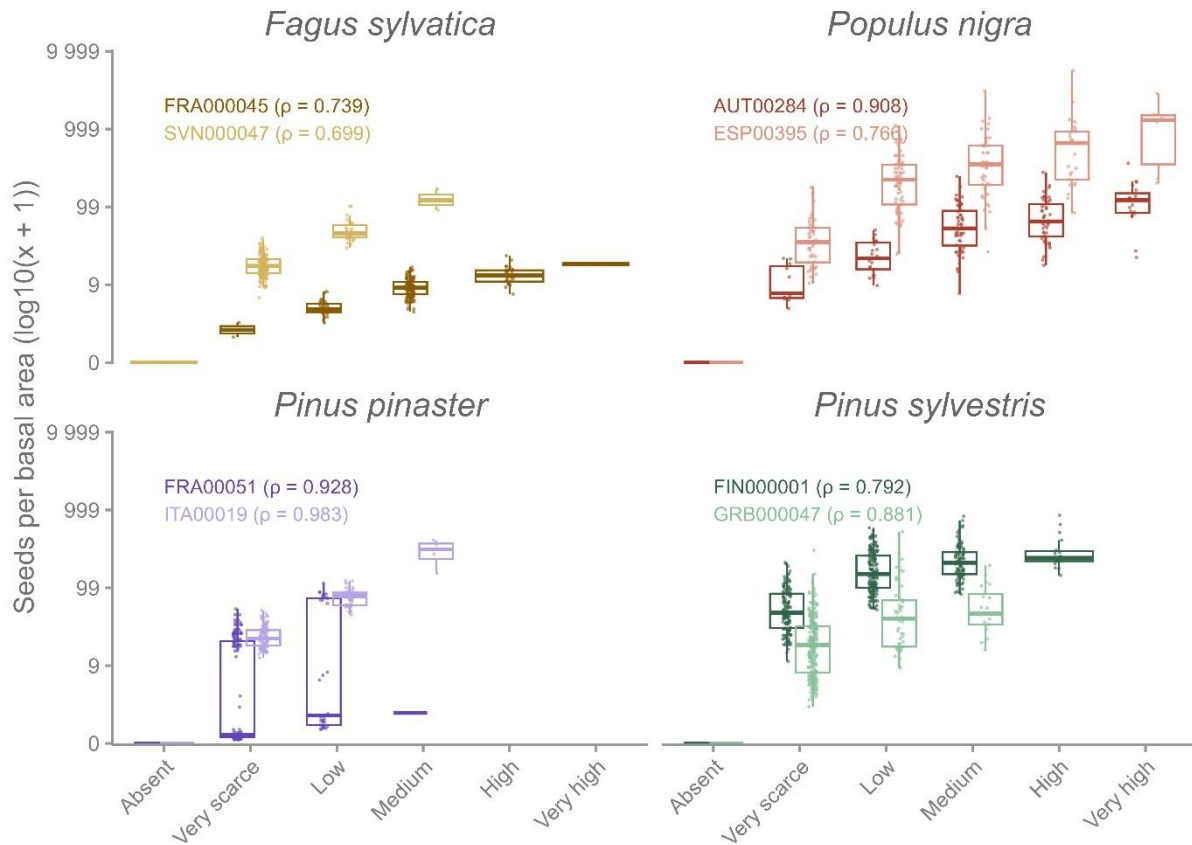 Fagus sylvatica
Populus nigra
Seeds per basal area (log10(x + 1))
9 999
999
99
9
0
FRA000045 (ρ = 0.739)
SVN000047 (ρ = 0.699)
AUT00284 (ρ = 0.908)
ESP00395 (ρ = 0.766)
Pinus pinaster
Pinus sylvestris
9 999
999
99
9
0
FRA00051 (ρ = 0.928)
ITA00019 (ρ = 0.983)
FIN000001 (ρ = 0.792)
GRB000047 (ρ = 0.881)
Absent
Very scarce
Low
Medium
High
Very high
Absent
Very scarce
Low
Medium
High
Very high